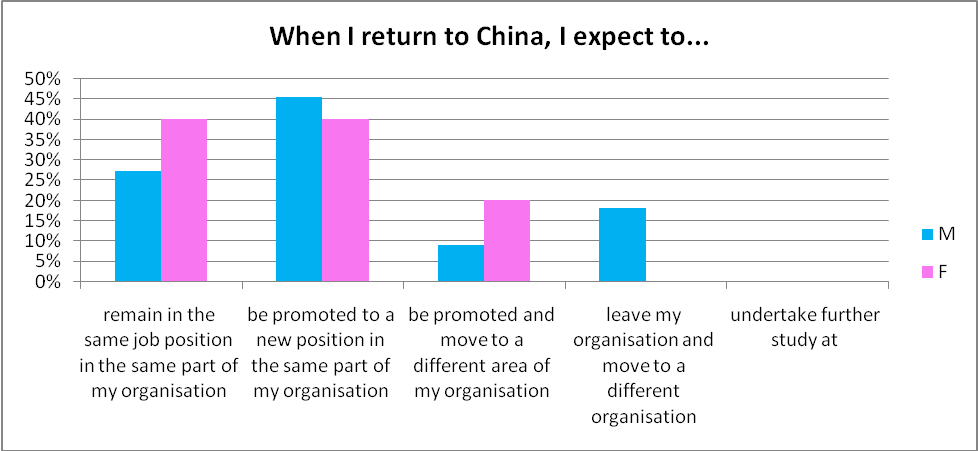 When I return to China, I expect to...
50%
45%
40%
35%
30%
25%
20%
15%
10%
5%
0%
M
F
remain in the
same job position
in the same part of
my organisation
be promoted to a
new position in
the same part of
my organisation
be promoted and
move to a
different area of
my organisation
leave my
organisation and
move to a
different
organisation
undertake further
study at